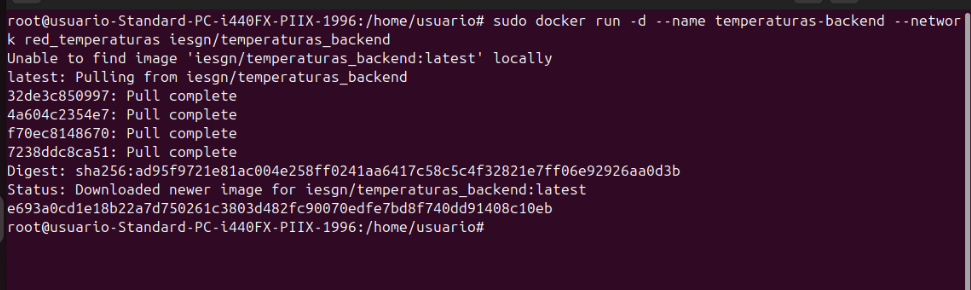 root@usuario-Standard-PC-i440FX-PIIX-1996:/home/usuario# sudo docker run -d --name temperaturas-backend --networ
k red_temperaturas iesgn/temperaturas_backend
Unable to find image 'iesgn/temperaturas_backend:latest' locally
latest: Pulling from iesgn/temperaturas_backend
32de3c850997: Pull complete
4a604c2354e7: Pull complete
f70ec8148670: Pull complete
7238ddc8ca51: Pull complete
Digest: sha256:ad95f9721e81ac004e258ff0241aa6417c58c5c4f32821e7ff06e92926aa0d3b
Status: Downloaded newer image for iesgn/temperaturas_backend:latest
e693a0cd1e18b22a7d750261c3803d482fc90070edfe7bd8f740dd91408c10eb
root@usuario-Standard-PC-i440FX-PIIX-1996:/home/usuario#